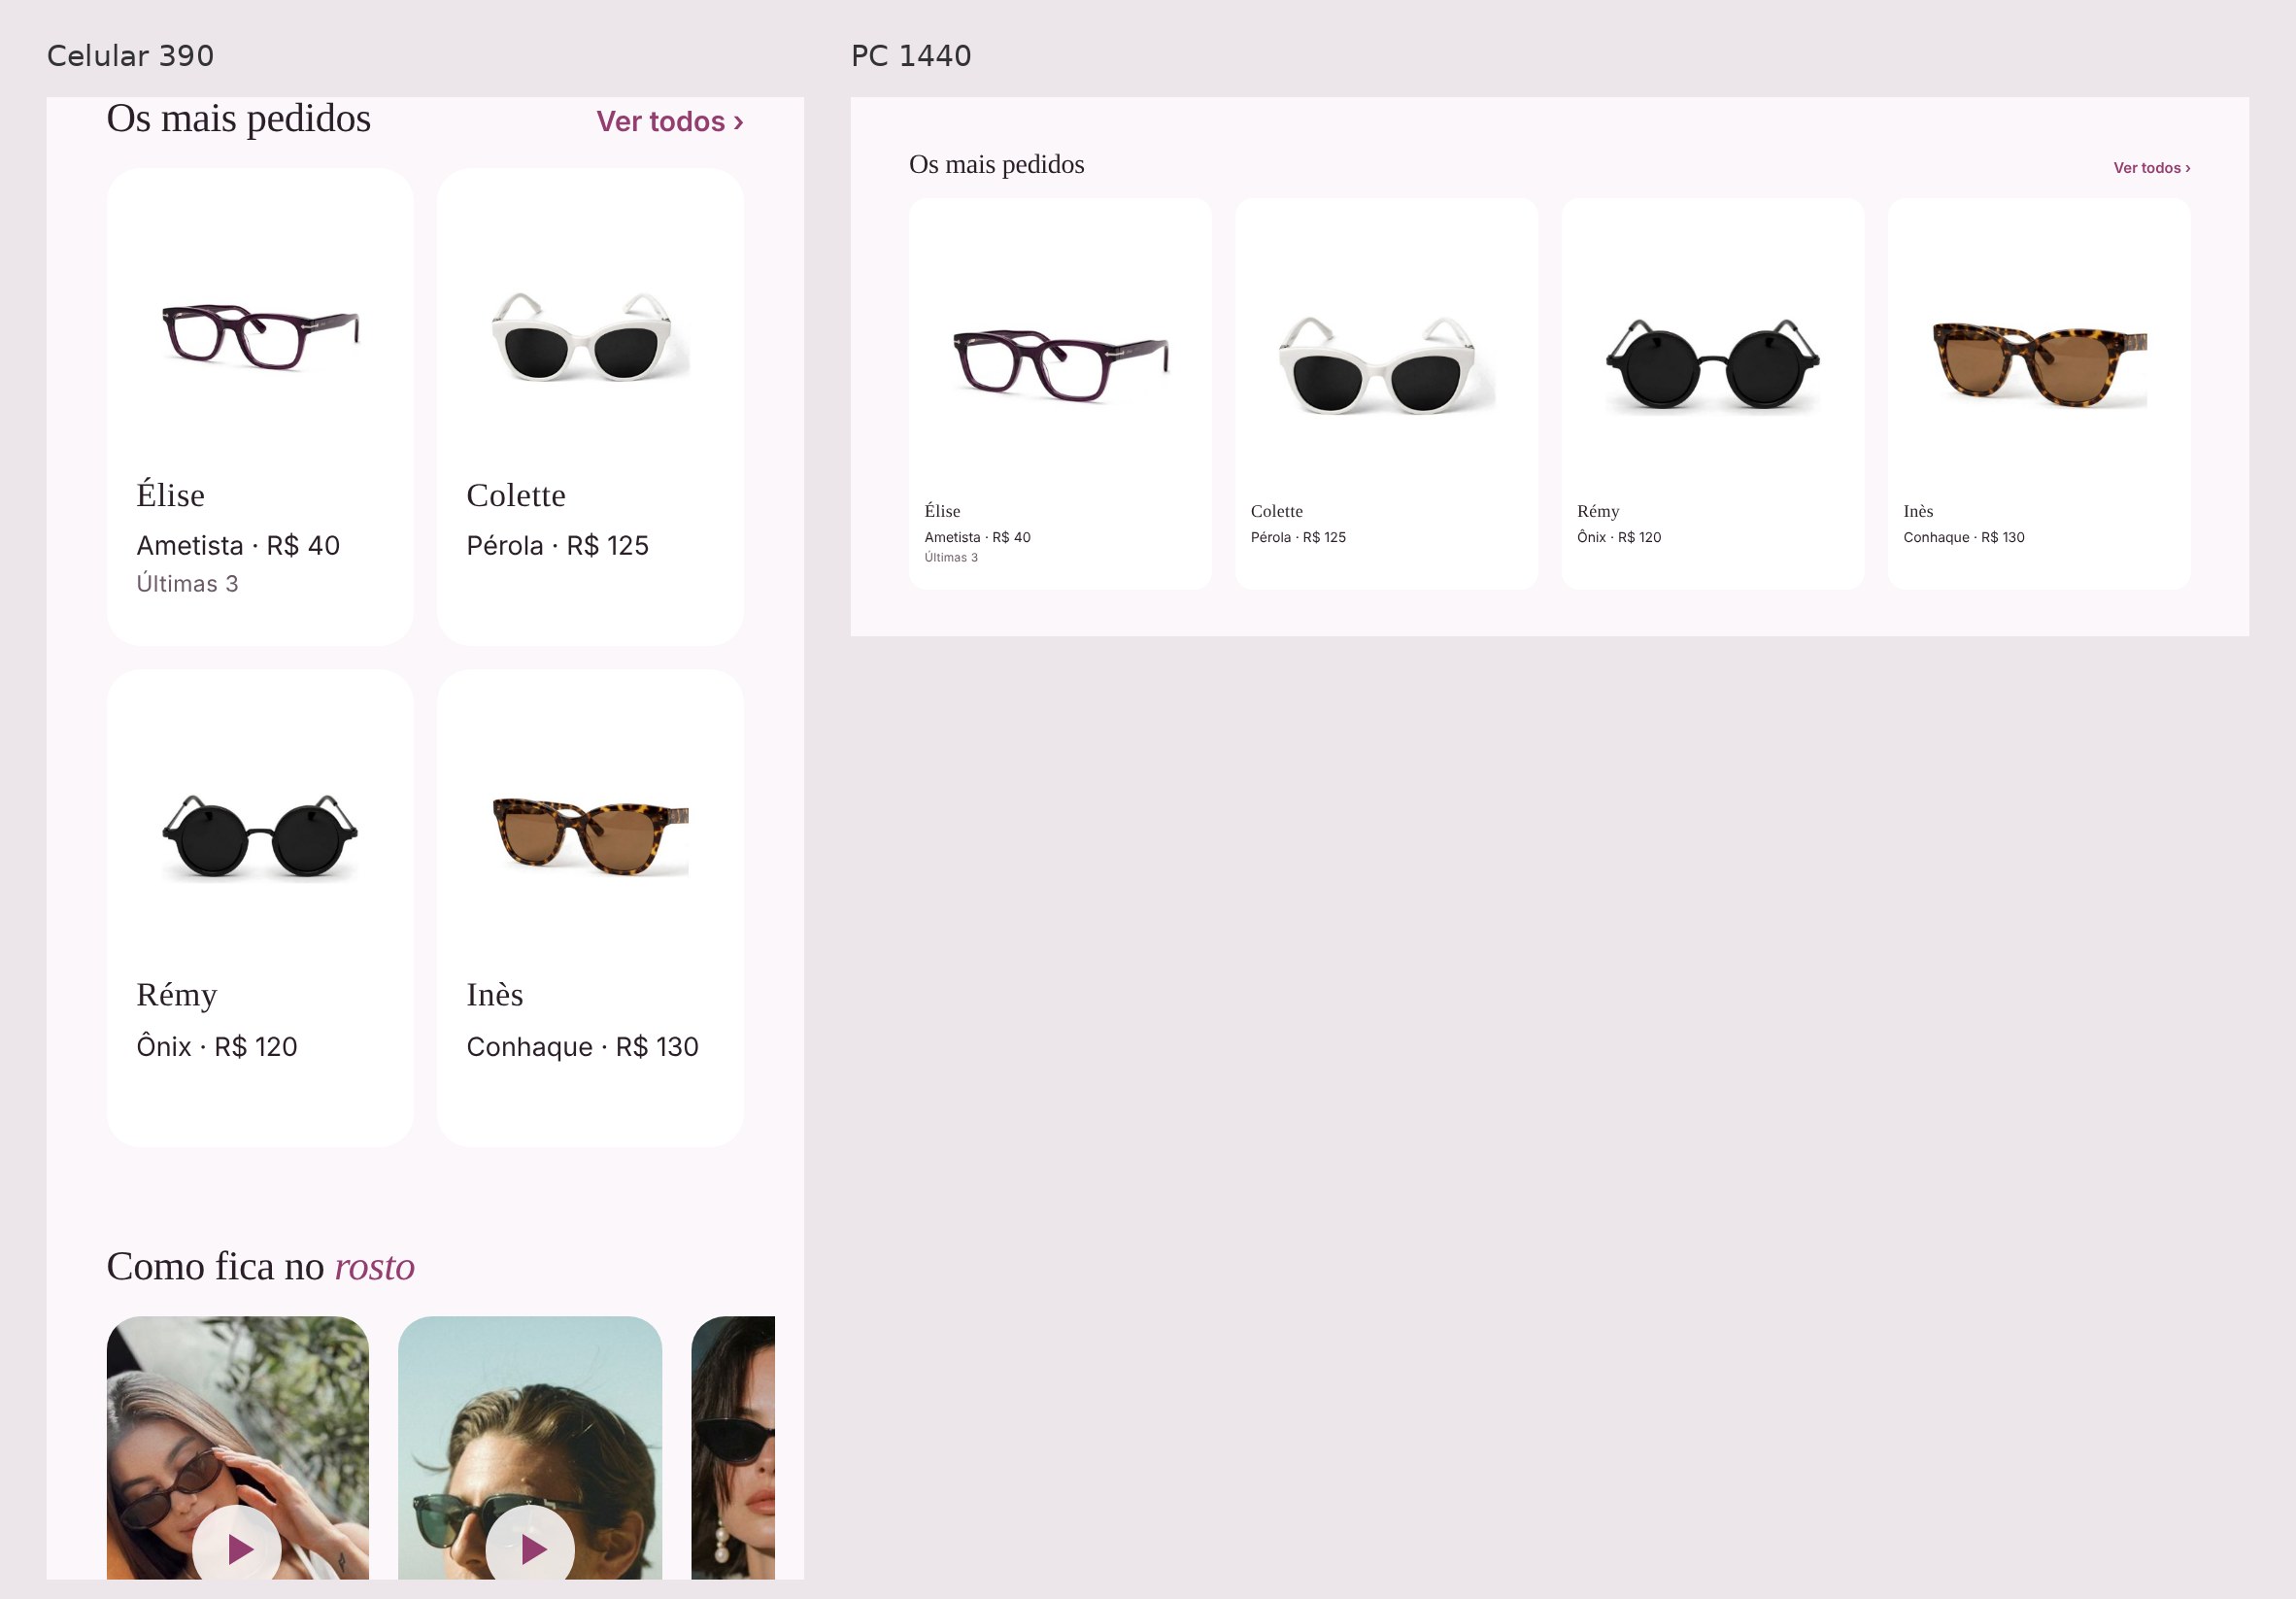 Celular 390
Os mais pedidos
Ver todos ›
Élise
Ametista · R$ 40
Últimas 3
Colette
Pérola · R$ 125
Rémy
Ônix · R$ 120
Inès
Conhaque · R$ 130
Como fica no rosto
PC 1440
Os mais pedidos
Ver todos ›
Élise
Ametista · R$ 40
Últimas 3
Colette
Pérola · R$ 125
Rémy
Ônix · R$ 120
Inès
Conhaque · R$ 130